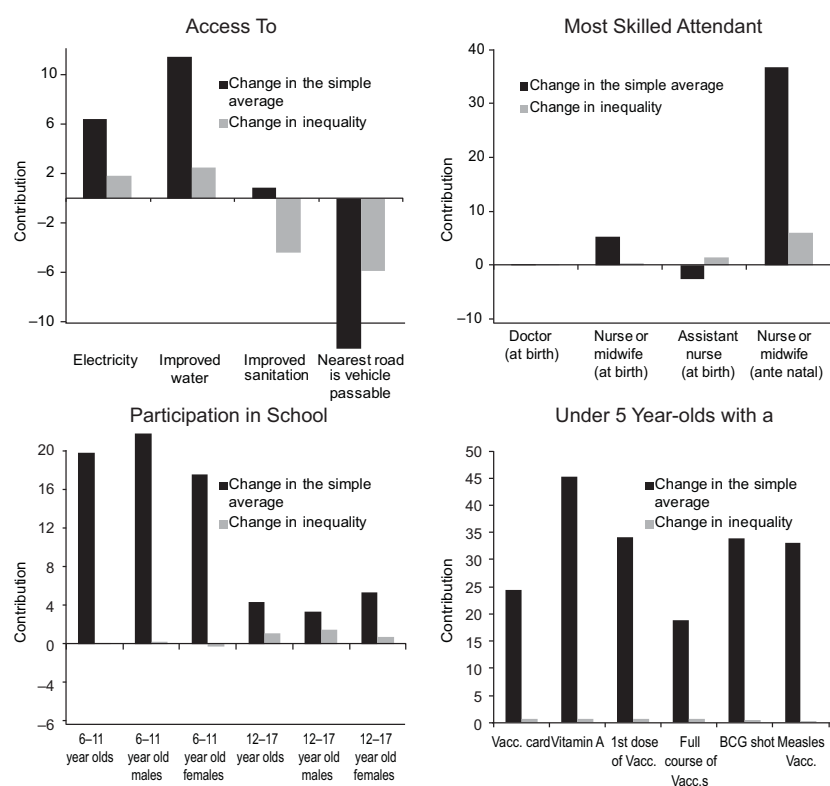 Access To
Contribution
10
6
2
−2
−6
−10
Change in the simple
average
Change in inequality
Electricity
Improved
water
Improved
sanitation
Nearest road
is vehicle
passable
Most Skilled Attendant
Contribution
40
30
20
10
0
−10
Change in the simple average
Change in inequality
Doctor
(at birth)
Nurse or
midwife
(at birth)
Assistant
nurse
(at birth)
Nurse or
midwife
(ante natal)
Participation in School
Contribution
20
16
12
8
4
0
−4
−6
Change in the simple
average
Change in inequality
6–11
year olds
6–11
year old
males
6–11
year old
females
12–17
year olds
12–17
year old
males
12–17
year old
females
Under 5 Year-olds with a
Contribution
50
45
40
35
30
25
20
15
10
5
0
Change in the simple
average
Change in inequality
Vacc. card
Vitamin A
1st dose
of Vacc.
Full
course of
Vacc.s
BCG shot
Measles
Vacc.